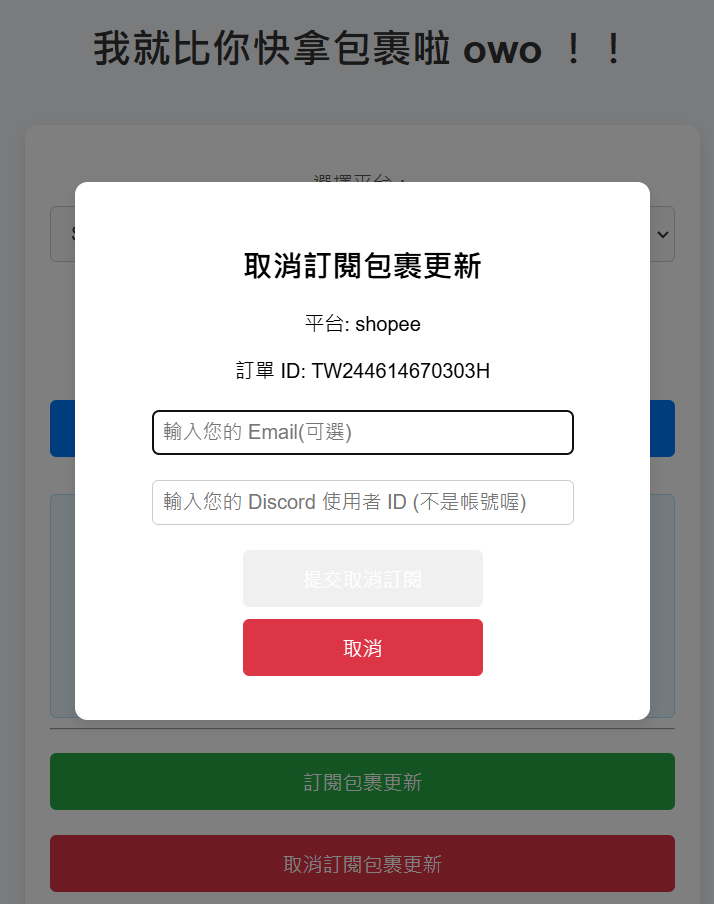 我就比你快拿包裹啦 owo ！！
選擇平台：
取消訂閱包裹更新
平台: shopee
訂單 ID: TW244614670303H
輸入您的 Email(可選)
輸入您的 Discord 使用者 ID (不是帳號喔)
提交取消訂閱
取消
訂閱包裹更新
取消訂閱包裹更新